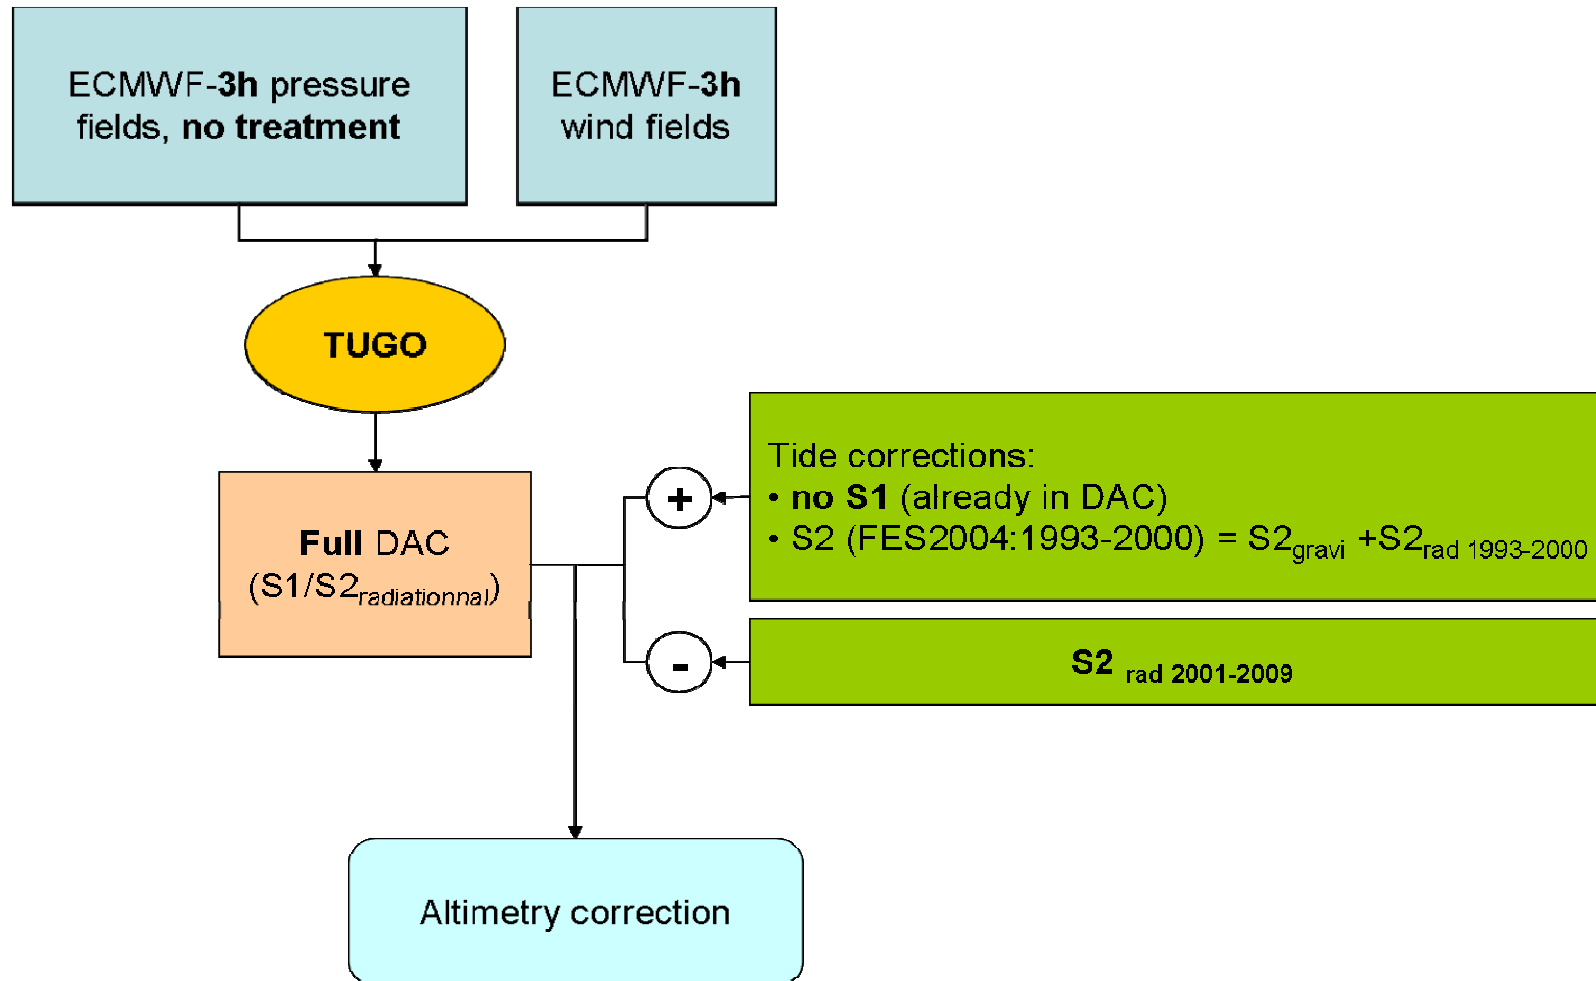 ECMWF-3h pressure
fields, no treatment
ECMWF-3h
wind fields
TUGO
Full DAC
(S1/S2radiationnal)
+
Tide corrections:
• no S1 (already in DAC)
• S2 (FES2004:1993-2000) = S2gravi +S2rad 1993-2000
-
S2 rad 2001-2009
Altimetry correction